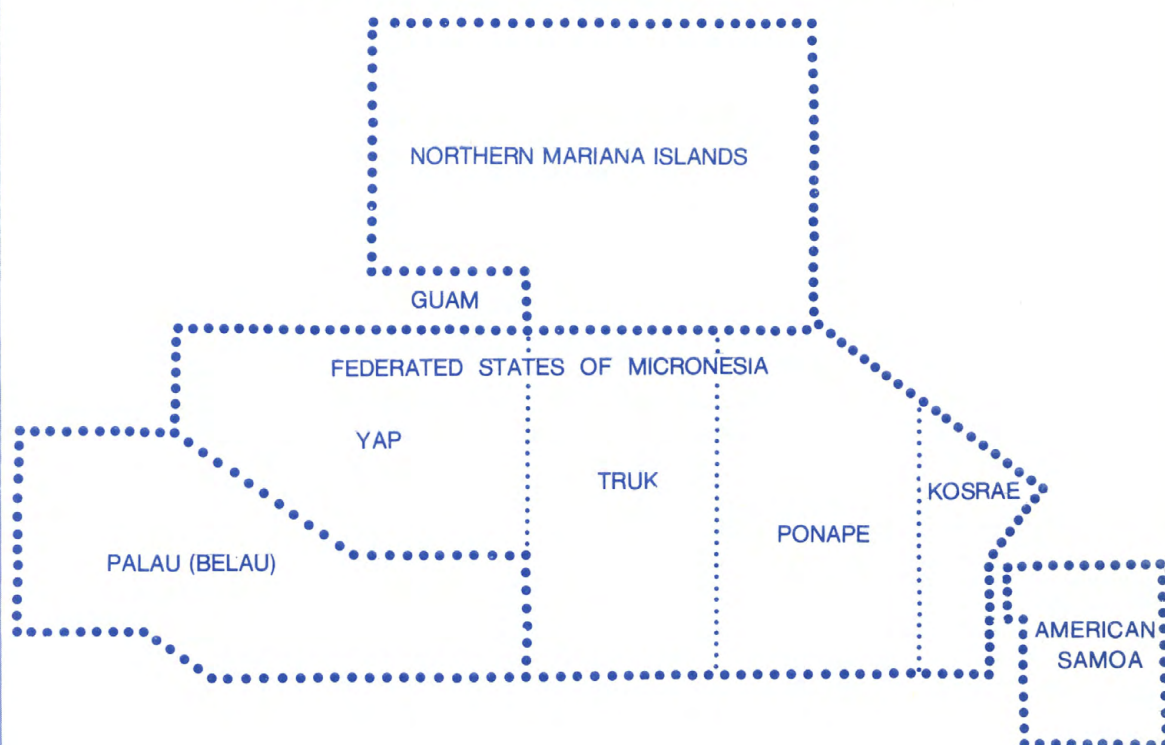 NORTHERN MARIANA ISLANDS
GUAM
FEDERATED STATES OF MICRONESIA
YAP
TRUK
KOSRAE
PONAPE
PALAU (BELAU)
AMERICAN
SAMOA